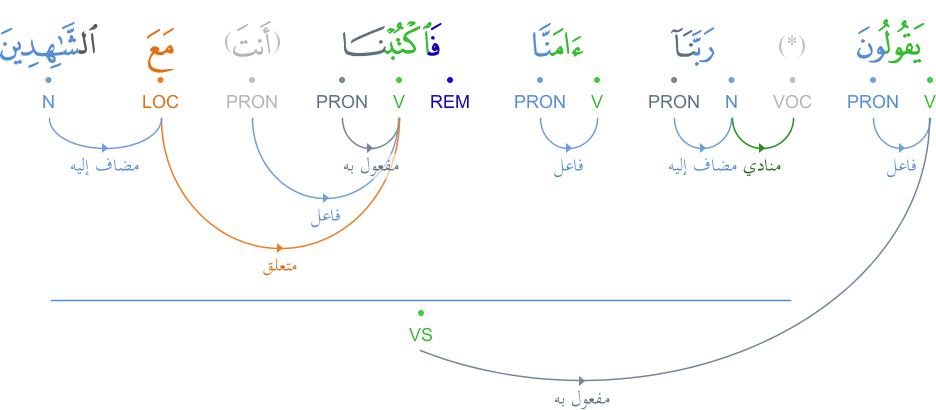 يَقُولُونَ (*) رَبَّنَآ ءَامَنَّا فَٱكْتُبْنَا (أَنتَ) مَعَ ٱلشَّٰهِدِينَ
V PRON VOC N PRON V PRON REM V PRON PRON LOC N
فاعل منادي مضاف إليه فاعل مفعول به مضاف إليه
فاعل
متعلق
VS
مفعول به